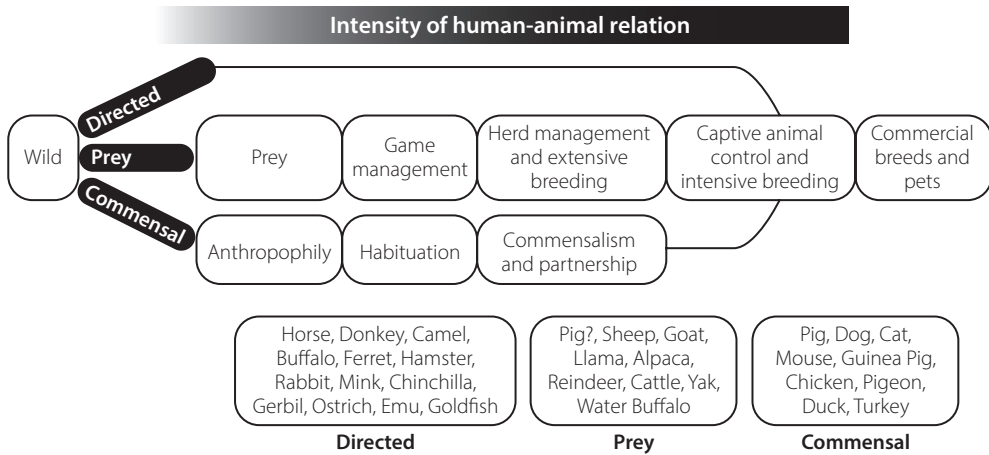 Intensity of human-animal relation
Directed
Prey
Commensal
Wild
Prey
Game
management
Herd management
and extensive
breeding
Captive animal
control and
intensive breeding
Commercial
breeds and
pets
Anthropophily
Habituation
Commensalism
and partnership
Horse, Donkey, Camel,
Buffalo, Ferret, Hamster,
Rabbit, Mink, Chinchilla,
Gerbil, Ostrich, Emu, Goldfish
Directed
Pig?, Sheep, Goat,
Llama, Alpaca,
Reindeer, Cattle, Yak,
Water Buffalo
Prey
Pig, Dog, Cat,
Mouse, Guinea Pig,
Chicken, Pigeon,
Duck, Turkey
Commensal